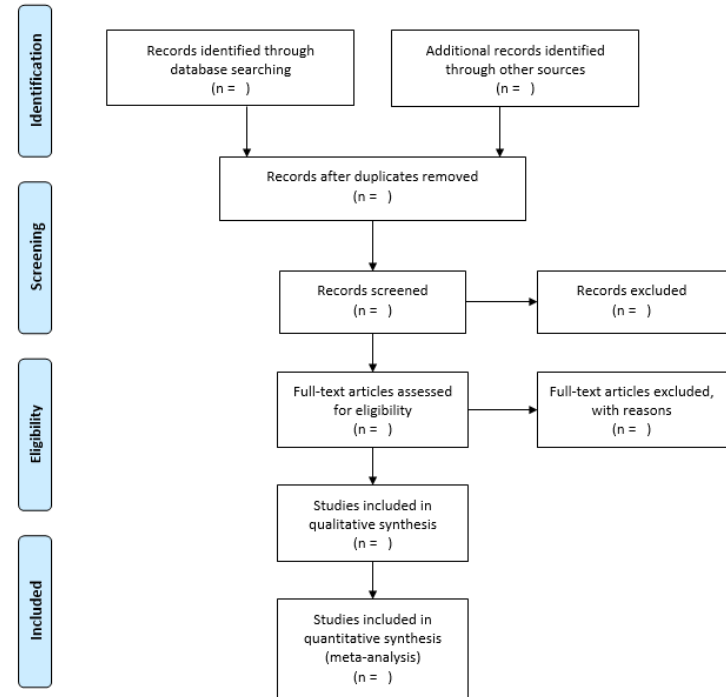 Identification
Records identified through
database searching
(n =   )
Additional records identified
through other sources
(n =   )
Records after duplicates removed
(n =   )
Screening
Records screened
(n =   )
Records excluded
(n =   )
Eligibility
Full-text articles assessed
for eligibility
(n =   )
Full-text articles excluded,
with reasons
(n =   )
Studies included in
qualitative synthesis
(n =   )
Included
Studies included in
quantitative synthesis
(meta-analysis)
(n =   )